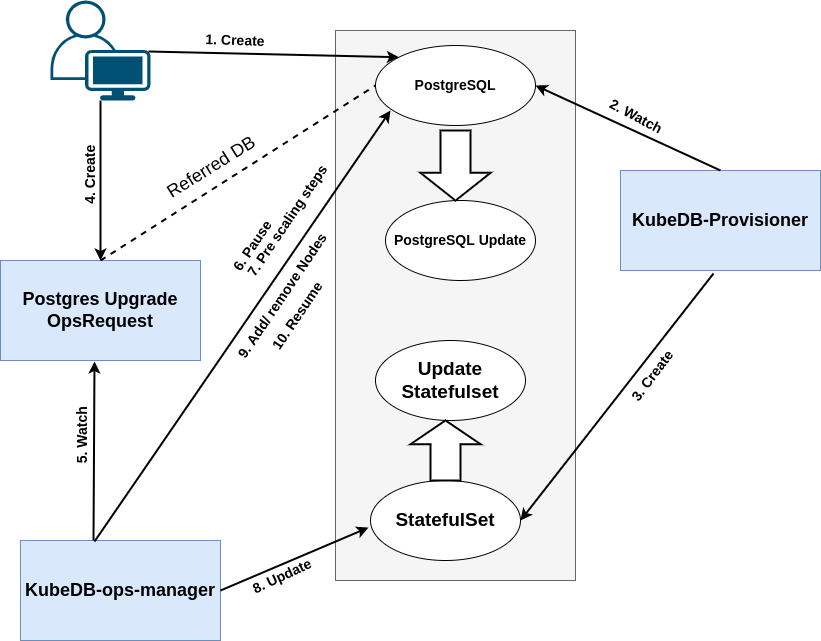 1. Create
PostgreSQL
2. Watch
4. Create
Referred DB
6. Pause
7. Pre scaling steps
KubeDB-Provisioner
PostgreSQL Update
Postgres Upgrade
OpsRequest
9. Add/ remove Nodes
10. Resume
Update
Statefulset
3. Create
5. Watch
StatefulSet
KubeDB-ops-manager
8. Update